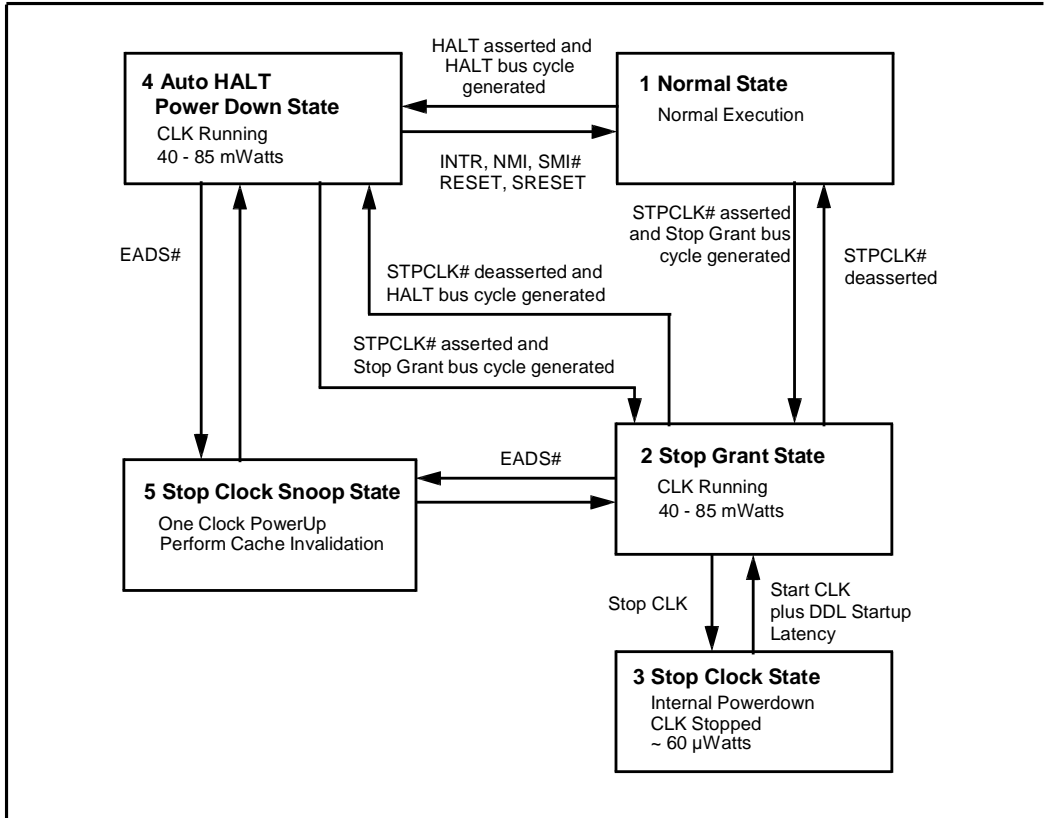 HALT asserted and
HALT bus cycle
generated
4 Auto HALT
Power Down State
CLK Running
40 - 85 mWatts
1 Normal State
Normal Execution
INTR, NMI, SMI#
RESET, SRESET
EADS#
STPCLK# asserted
and Stop Grant bus
cycle generated
STPCLK#
deasserted
STPCLK# deasserted and
HALT bus cycle generated
STPCLK# asserted and
Stop Grant bus cycle generated
5 Stop Clock Snoop State
One Clock PowerUp
Perform Cache Invalidation
EADS#
2 Stop Grant State
CLK Running
40 - 85 mWatts
Stop CLK
Start CLK
plus DDL Startup
Latency
3 Stop Clock State
Internal Powerdown
CLK Stopped
~ 60 µWatts